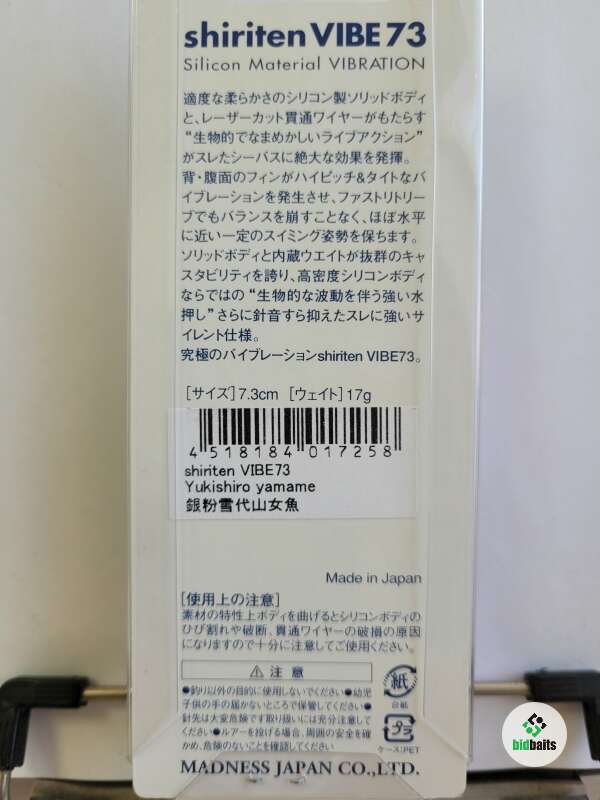 shiriten VIBE 73
Silicon Material VIBRATION
適度な柔らかさのシリコン製ソリッドボディ
と、レーザーカット貫通ワイヤーがもたらす
“生物的でなまめかしいライブアクション”
がスレたシーバスに絶大な効果を発揮。
背・腹面のフィンがハイピッチ&タイトなバ
イブレーションを発生させ、ファストリトリー
ブでもバランスを崩すことなく、ほぼ水平
に近い一定のスイミング姿勢を保ちます。
ソリッドボディと内蔵ウエイトが抜群のキャ
スタビリティを誇り、高密度シリコンボディ
ならではの“生物的な波動を伴う強い水
押し”さらに針音すら抑えたスレに強いサ
イレント仕様。
究極のバイブレーションshiriten VIBE73。
[サイズ]7.3cm [ウェイト]17g
4 518184 017258
shiriten VIBE73
Yukishiro yamame
銀粉雪代山女魚
Made in Japan
[使用上の注意]
素材の特性上ボディを曲げるとシリコンボディの
ひび割れや破断、貫通ワイヤーの破損の原因
になりますので十分に注意してご使用ください。
⚠注意
●釣り以外の目的に使用しないでください●幼児
子供の手の届かないところで保管してください●
針先は大変危険です取り扱いには充分注意して
ください●ルアーを投げる場合、周囲の安全を確
かめ、危険のないことを確認してください
紙
台紙
プラ
ケース:PET
MADNESS JAPAN CO.,LTD.
bidbaits